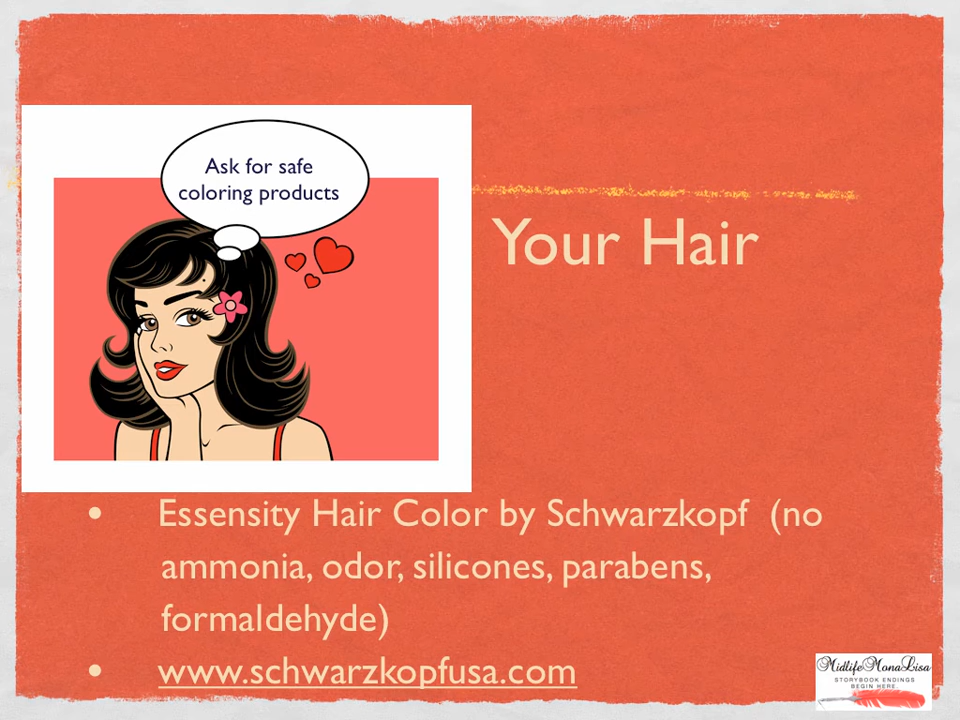 Ask for safe
coloring products
Your Hair
• Essensity Hair Color by Schwarzkopf (no
ammonia, odor, silicones, parabens,
formaldehyde)
• www.schwarzkopfusa.com
MidlifeMonaLisa
STORYBOOK ENDINGS
BEGIN HERE